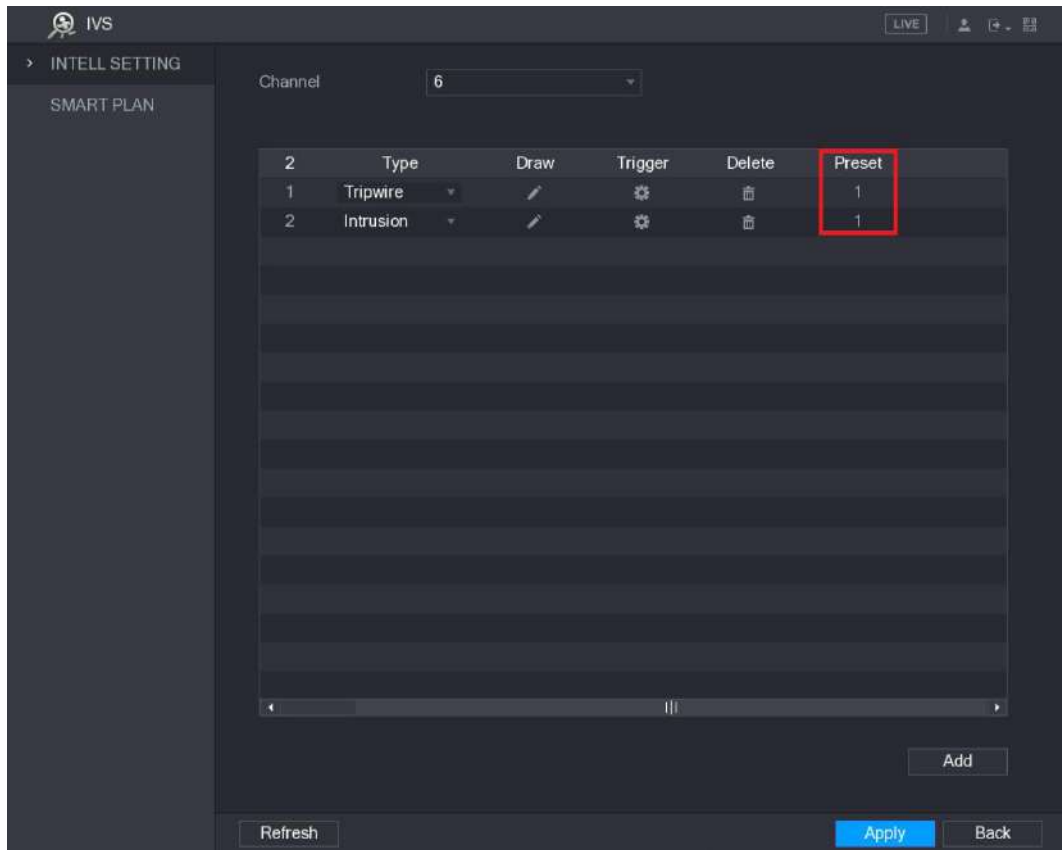 IVS LIVE
INTELL SETTING
SMART PLAN
Channel 6
2 Type Draw Trigger Delete Preset
1 Tripwire 1
2 Intrusion 1
Add
Refresh Apply Back